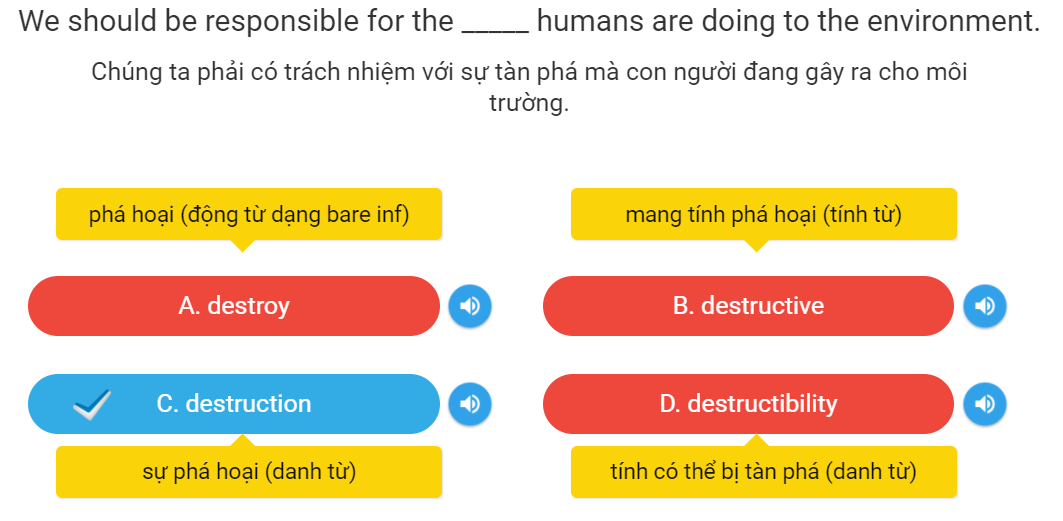 We should be responsible for the _____ humans are doing to the environment.
Chúng ta phải có trách nhiệm với sự tàn phá mà con người đang gây ra cho môi
trường.
phá hoại (động từ dạng bare inf)
mang tính phá hoại (tính từ)
A. destroy
B. destructive
C. destruction
D. destructibility
sự phá hoại (danh từ)
tính có thể bị tàn phá (danh từ)